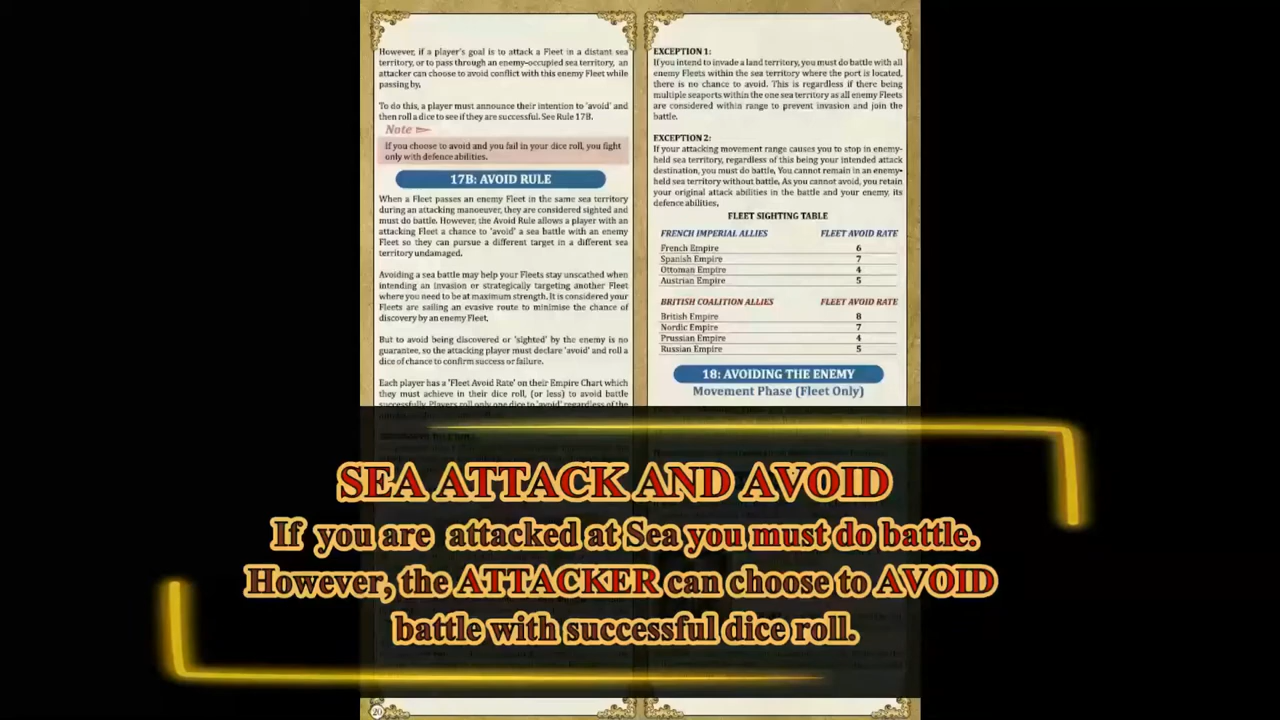 However, if a player's goal is to attack a Fleet in a distant sea
territory, or to pass through an enemy-occupied sea territory, an
attacker can choose to avoid conflict with this enemy Fleet while
passing by.
To do this, a player must announce their intention to 'avoid' and
then roll a dice to see if they are successful. See Rule 17B.
Note
If you choose to avoid and you fail in your dice roll, you fight
only with defence abilities.
17B: AVOID RULE
When a Fleet passes an enemy Fleet in the same sea territory
during an attacking manoeuver, they are considered sighted and
must do battle. However, the Avoid Rule allows a player with an
attacking Fleet a chance to 'avoid' a sea battle with an enemy
Fleet so they can pursue a different target in a different sea
territory undamaged.
Avoiding a sea battle may help your Fleets stay unscathed when
intending an invasion or strategically targeting another Fleet
where you need to be at maximum strength. It is considered your
Fleets are sailing an evasive route to minimise the chance of
discovery by an enemy Fleet.
But to avoid being discovered or 'sighted' by the enemy is no
guarantee, so the attacking player must declare 'avoid' and roll a
dice of chance to confirm success or failure.
Each player has a 'Fleet Avoid Rate' on their Empire Chart which
they must achieve in their dice roll, (or less) to avoid battle
successfully. Players roll only one dice to 'avoid' regardless of the
20
EXCEPTION 1:
If you intend to invade a land territory, you must do battle with all
enemy Fleets within the sea territory where the port is located,
there is no chance to avoid. This is regardless if there being
multiple seaports within the one sea territory as all enemy Fleets
are considered within range to prevent invasion and join the
battle.
EXCEPTION 2:
If your attacking movement range causes you to stop in enemy-
held sea territory, regardless of this being your intended attack
destination, you must do battle. You cannot remain in an enemy-
held sea territory without battle. As you cannot avoid, you retain
your original attack abilities in the battle and your enemy, its
defence abilities.
FLEET SIGHTING TABLE
FRENCH IMPERIAL ALLIES FLEET AVOID RATE
French Empire 6
Spanish Empire 7
Ottoman Empire 4
Austrian Empire 5
BRITISH COALITION ALLIES FLEET AVOID RATE
British Empire 8
Nordic Empire 7
Prussian Empire 4
Russian Empire 5
18: AVOIDING THE ENEMY
Movement Phase (Fleet Only)
SEA ATTACK AND AVOID
If you are attacked at Sea you must do battle.
However, the ATTACKER can choose to AVOID
battle with successful dice roll.